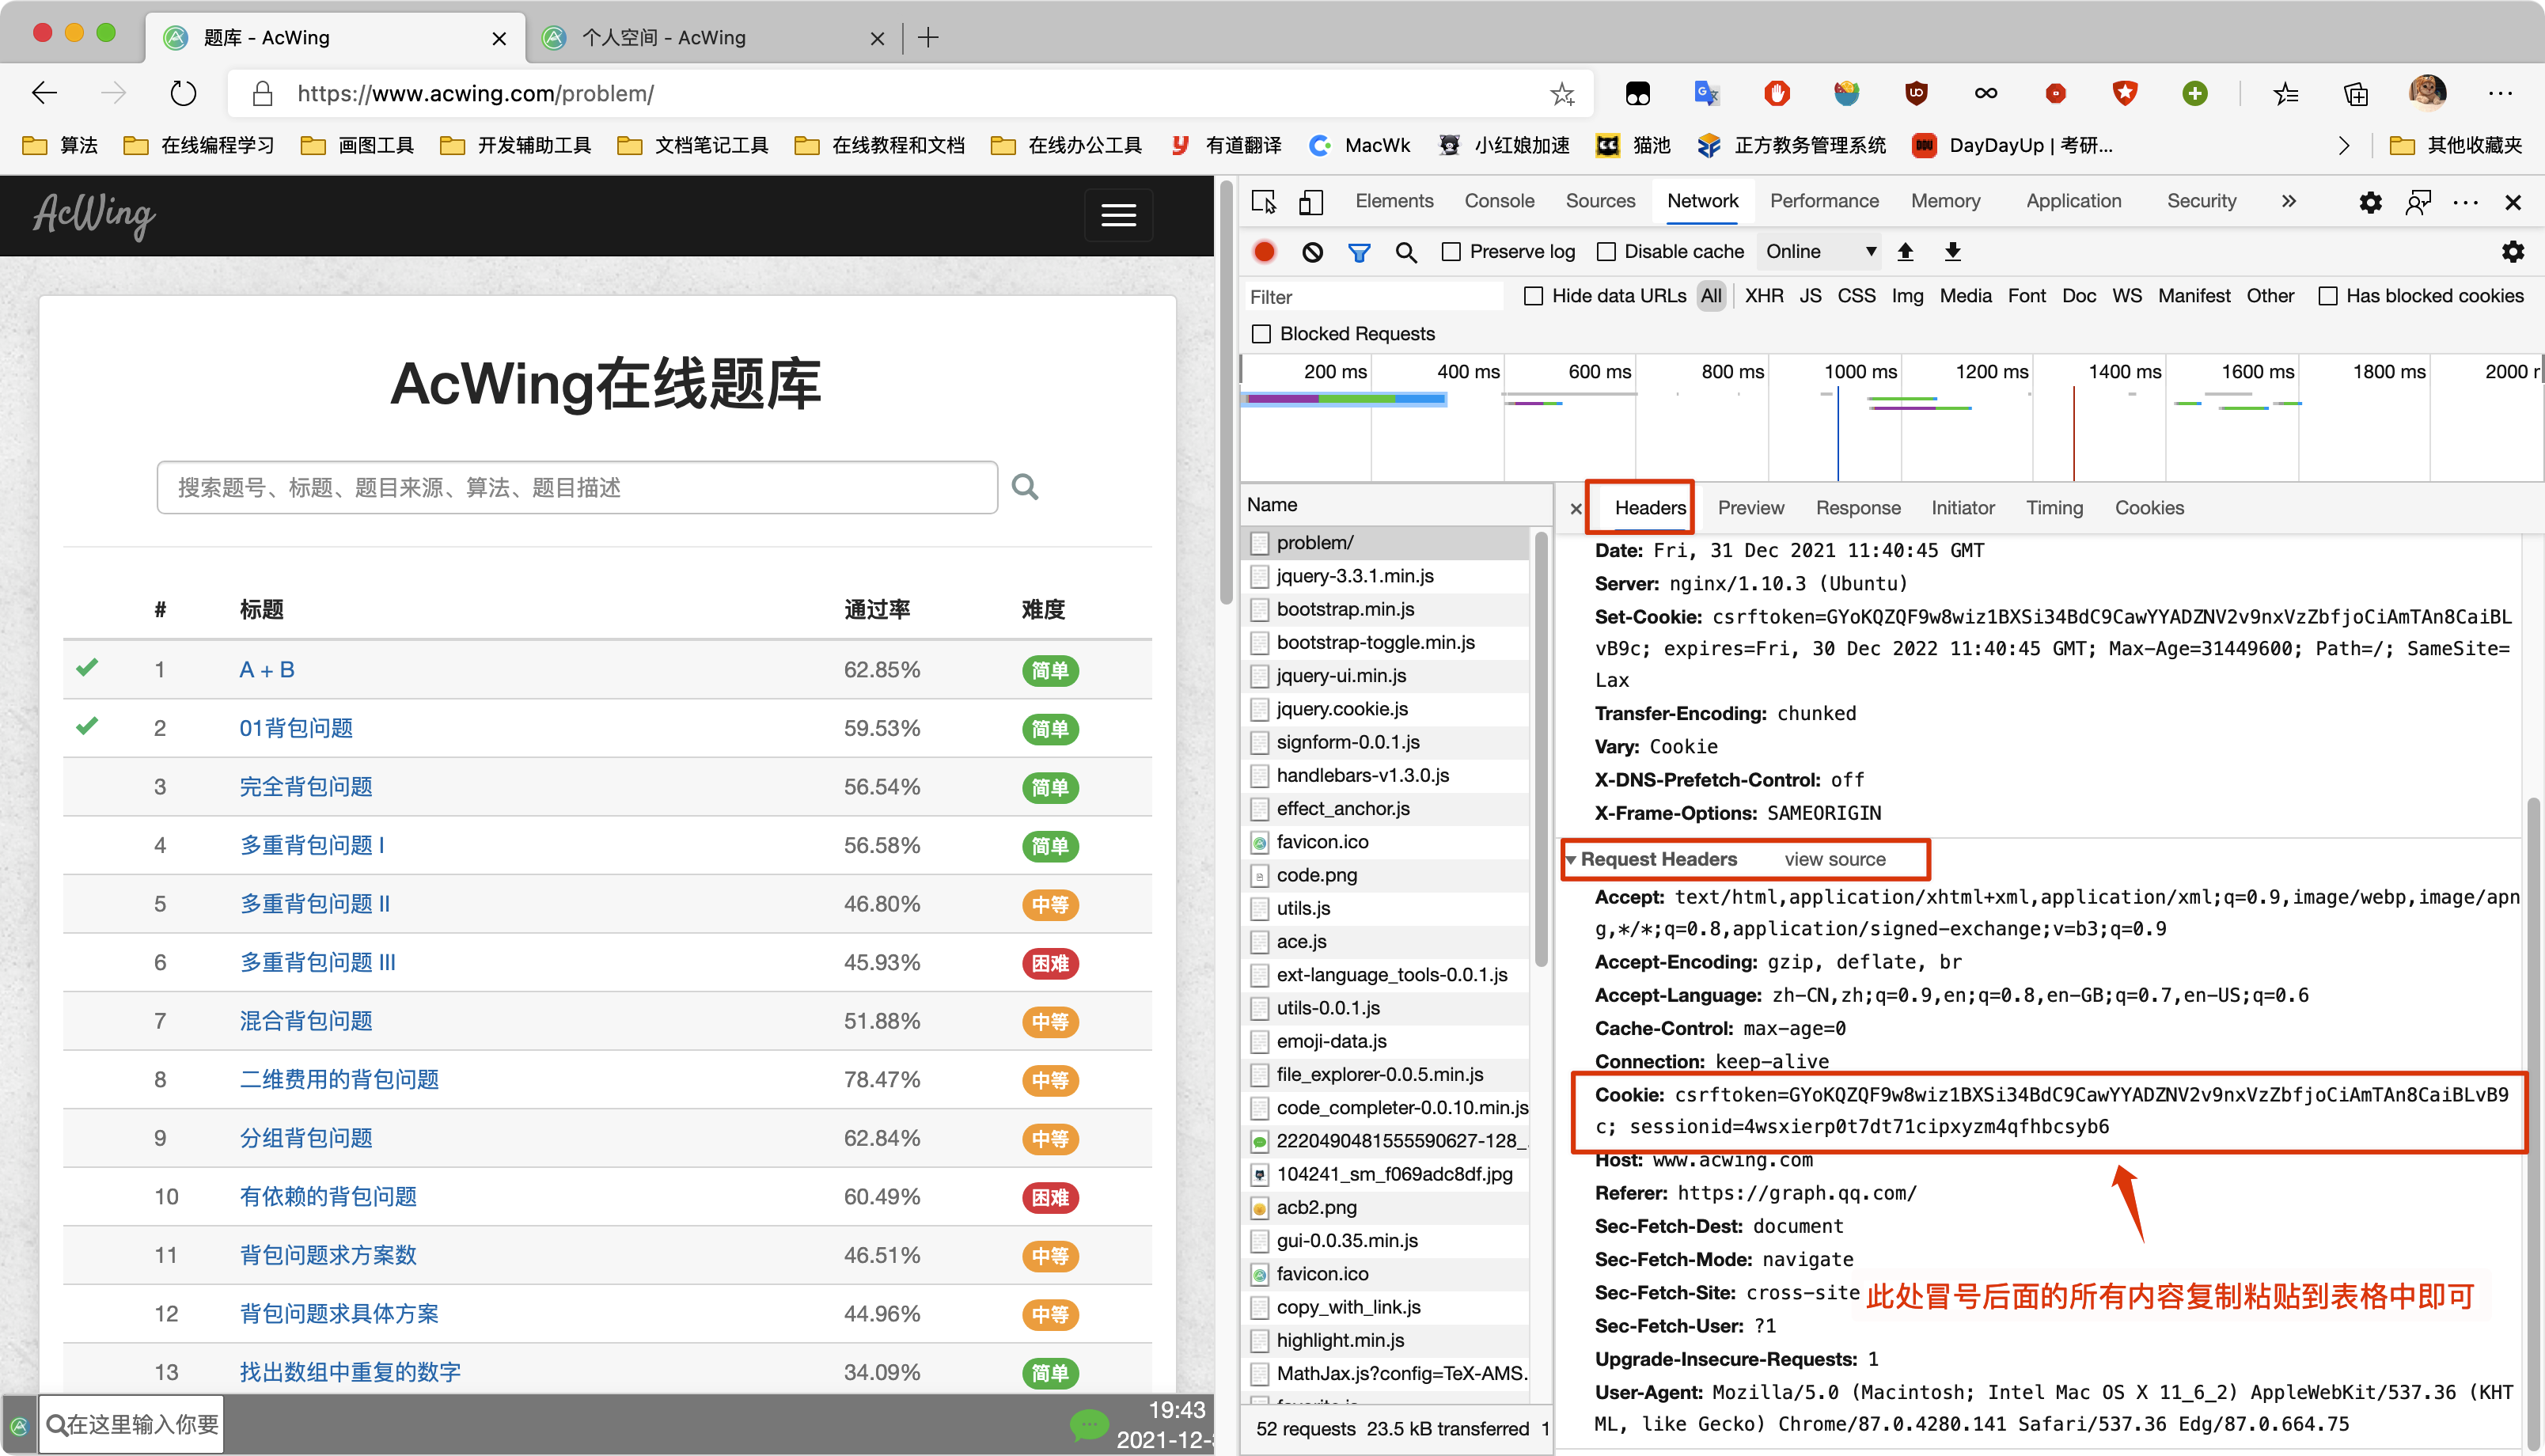 题库 - AcWing
个人空间 - AcWing
https://www.acwing.com/problem/
算法 在线编程学习 画图工具 开发辅助工具 文档笔记工具 在线教程和文档 在线办公工具 有道翻译 MacWk 小红娘加速 猫池 正方教务管理系统 DayDayUp | 考研... 其他收藏夹
AcWing
AcWing在线题库
搜索题号、标题、题目来源、算法、题目描述
# 标题 通过率 难度
1 A + B 62.85% 简单
2 01背包问题 59.53% 简单
3 完全背包问题 56.54% 简单
4 多重背包问题 I 56.58% 简单
5 多重背包问题 II 46.80% 中等
6 多重背包问题 III 45.93% 困难
7 混合背包问题 51.88% 中等
8 二维费用的背包问题 78.47% 中等
9 分组背包问题 62.84% 中等
10 有依赖的背包问题 60.49% 困难
11 背包问题求方案数 46.51% 中等
12 背包问题求具体方案 44.96% 中等
13 找出数组中重复的数字 34.09% 简单
在这里输入你要
19:43
2021-12-
Elements Console Sources Network Performance Memory Application Security
Preserve log Disable cache Online
Filter Hide data URLs All XHR JS CSS Img Media Font Doc WS Manifest Other Has blocked cookies
Blocked Requests
200 ms 400 ms 600 ms 800 ms 1000 ms 1200 ms 1400 ms 1600 ms 1800 ms 2000
Name
problem/
jquery-3.3.1.min.js
bootstrap.min.js
bootstrap-toggle.min.js
jquery-ui.min.js
jquery.cookie.js
signform-0.0.1.js
handlebars-v1.3.0.js
effect_anchor.js
favicon.ico
code.png
utils.js
ace.js
ext-language_tools-0.0.1.js
utils-0.0.1.js
emoji-data.js
file_explorer-0.0.5.min.js
code_completer-0.0.10.min.js
2220490481555590627-128_
104241_sm_f069adc8df.jpg
acb2.png
gui-0.0.35.min.js
favicon.ico
copy_with_link.js
highlight.min.js
MathJax.js?config=TeX-AMS.
52 requests 23.5 kB transferred 1
Headers Preview Response Initiator Timing Cookies
Date: Fri, 31 Dec 2021 11:40:45 GMT
Server: nginx/1.10.3 (Ubuntu)
Set-Cookie: csrftoken=GYoKQZQF9w8wiz1BXSi34BdC9CawYYADZNV2v9nxVzZbfjoCiAmTAn8CaiBL
vB9c; expires=Fri, 30 Dec 2022 11:40:45 GMT; Max-Age=31449600; Path=/; SameSite=
Lax
Transfer-Encoding: chunked
Vary: Cookie
X-DNS-Prefetch-Control: off
X-Frame-Options: SAMEORIGIN
Request Headers view source
Accept: text/html,application/xhtml+xml,application/xml;q=0.9,image/webp,image/apn
g,*/*;q=0.8,application/signed-exchange;v=b3;q=0.9
Accept-Encoding: gzip, deflate, br
Accept-Language: zh-CN,zh;q=0.9,en;q=0.8,en-GB;q=0.7,en-US;q=0.6
Cache-Control: max-age=0
Connection: keep-alive
Cookie: csrftoken=GYoKQZQF9w8wiz1BXSi34BdC9CawYYADZNV2v9nxVzZbfjoCiAmTAn8CaiBLvB9
c; sessionid=4wsxierp0t7dt71cipxyzm4qfhbcsyb6
Host: www.acwing.com
Referer: https://graph.qq.com/
Sec-Fetch-Dest: document
Sec-Fetch-Mode: navigate
Sec-Fetch-Site: cross-site
此处冒号后面的所有内容复制粘贴到表格中即可
Sec-Fetch-User: ?1
Upgrade-Insecure-Requests: 1
User-Agent: Mozilla/5.0 (Macintosh; Intel Mac OS X 11_6_2) AppleWebKit/537.36 (KHT
ML, like Gecko) Chrome/87.0.4280.141 Safari/537.36 Edg/87.0.664.75